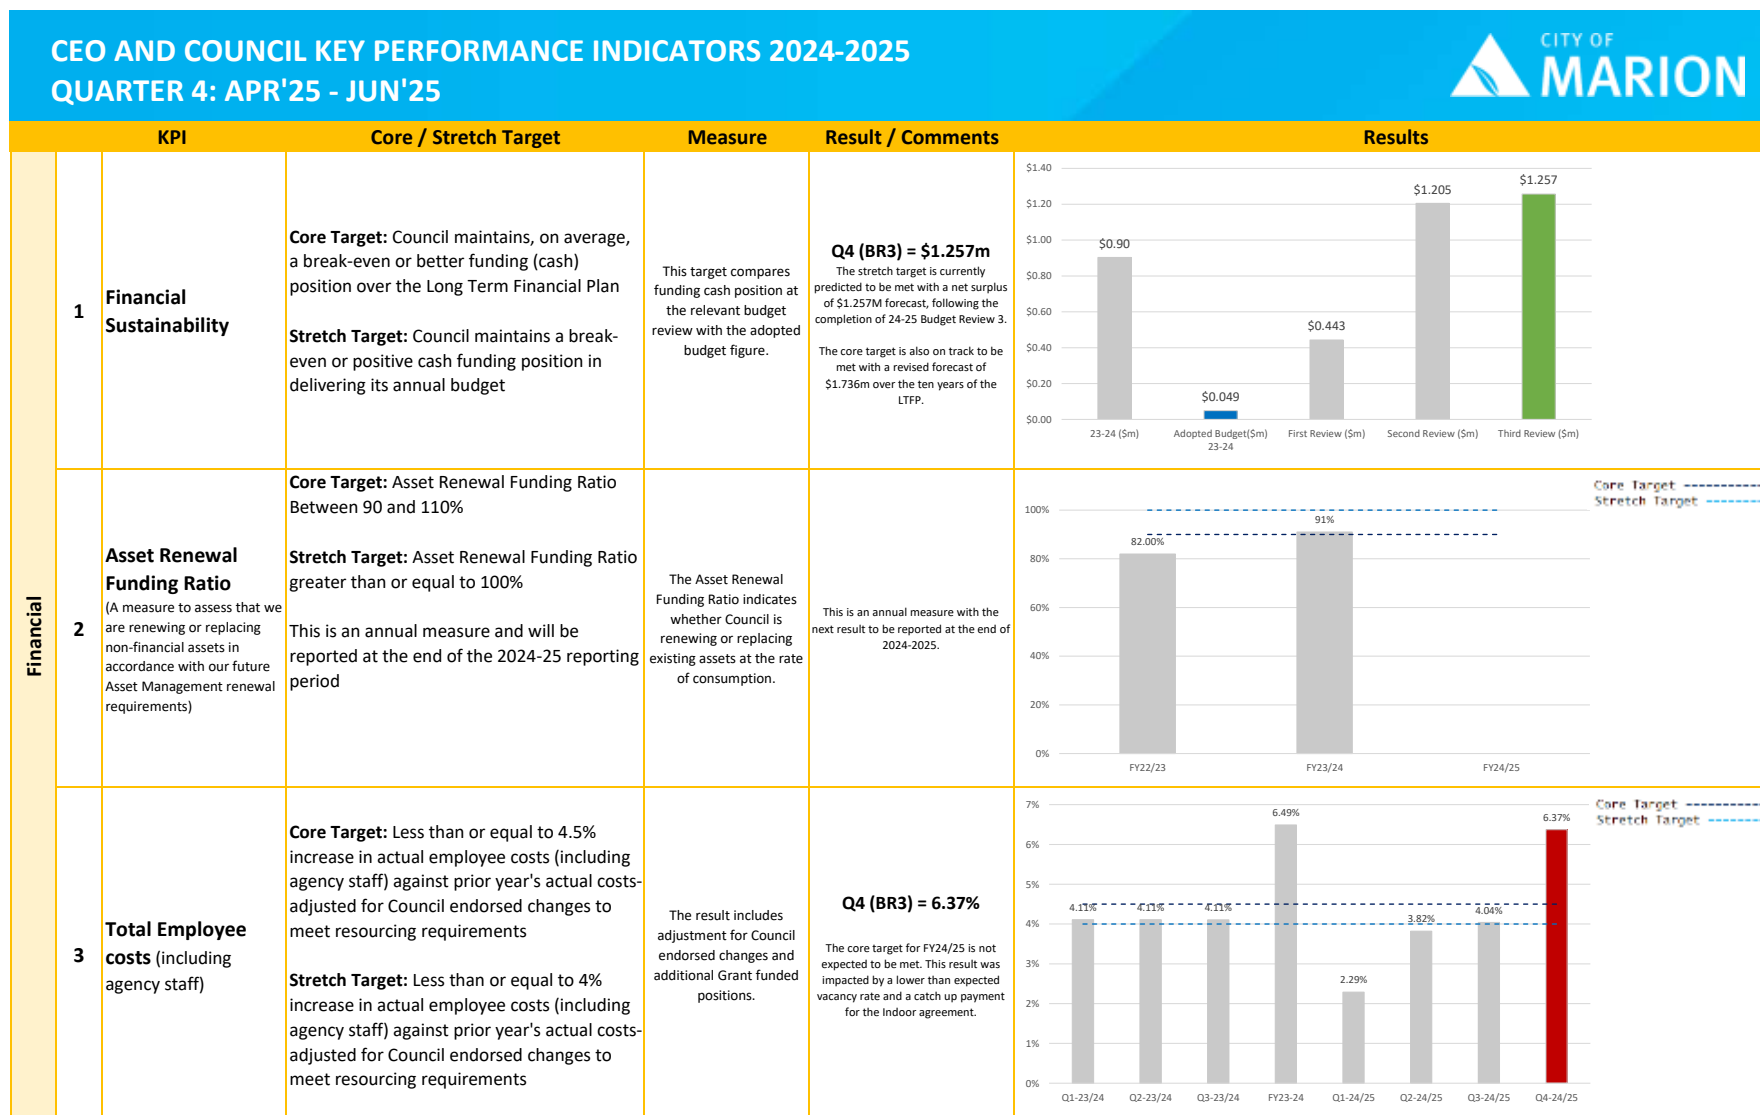 CEO AND COUNCIL KEY PERFORMANCE INDICATORS 2024-2025
QUARTER 4: APR'25 - JUN'25
CITY OF
MARION
KPI
Core / Stretch Target
Measure
Result / Comments
Results
Financial
1
Financial
Sustainability
Core Target: Council maintains, on average,
a break-even or better funding (cash)
position over the Long Term Financial Plan
Stretch Target: Council maintains a break-
even or positive cash funding position in
delivering its annual budget
This target compares
funding cash position at
the relevant budget
review with the adopted
budget figure.
Q4 (BR3) = $1.257m
The stretch target is currently
predicted to be met with a net surplus
of $1.257M forecast, following the
completion of 24-25 Budget Review 3.
The core target is also on track to be
met with a revised forecast of
$1.736m over the ten years of the
LTFP.
$1.40
$1.20
$1.00
$0.80
$0.60
$0.40
$0.20
$0.00
$0.90
$0.049
$0.443
$1.205
$1.257
23-24 ($m)
Adopted Budget($m)
23-24
First Review ($m)
Second Review ($m)
Third Review ($m)
2
Asset Renewal
Funding Ratio
(A measure to assess that we
are renewing or replacing
non-financial assets in
accordance with our future
Asset Management renewal
requirements)
Core Target: Asset Renewal Funding Ratio
Between 90 and 110%
Stretch Target: Asset Renewal Funding Ratio
greater than or equal to 100%
This is an annual measure and will be
reported at the end of the 2024-25 reporting
period
The Asset Renewal
Funding Ratio indicates
whether Council is
renewing or replacing
existing assets at the rate
of consumption.
This is an annual measure with the
next result to be reported at the end of
2024-2025.
Core Target
Stretch Target
100%
80%
60%
40%
20%
0%
82.00%
91%
FY22/23
FY23/24
FY24/25
3
Total Employee
costs (including
agency staff)
Core Target: Less than or equal to 4.5%
increase in actual employee costs (including
agency staff) against prior year's actual costs-
adjusted for Council endorsed changes to
meet resourcing requirements
Stretch Target: Less than or equal to 4%
increase in actual employee costs (including
agency staff) against prior year's actual costs-
adjusted for Council endorsed changes to
meet resourcing requirements
The result includes
adjustment for Council
endorsed changes and
additional Grant funded
positions.
Q4 (BR3) = 6.37%
The core target for FY24/25 is not
expected to be met. This result was
impacted by a lower than expected
vacancy rate and a catch up payment
for the Indoor agreement.
Core Target
Stretch Target
7%
6%
5%
4%
3%
2%
1%
0%
4.11%
4.11%
4.11%
6.49%
2.29%
3.82%
4.04%
6.37%
Q1-23/24
Q2-23/24
Q3-23/24
FY23-24
Q1-24/25
Q2-24/25
Q3-24/25
Q4-24/25